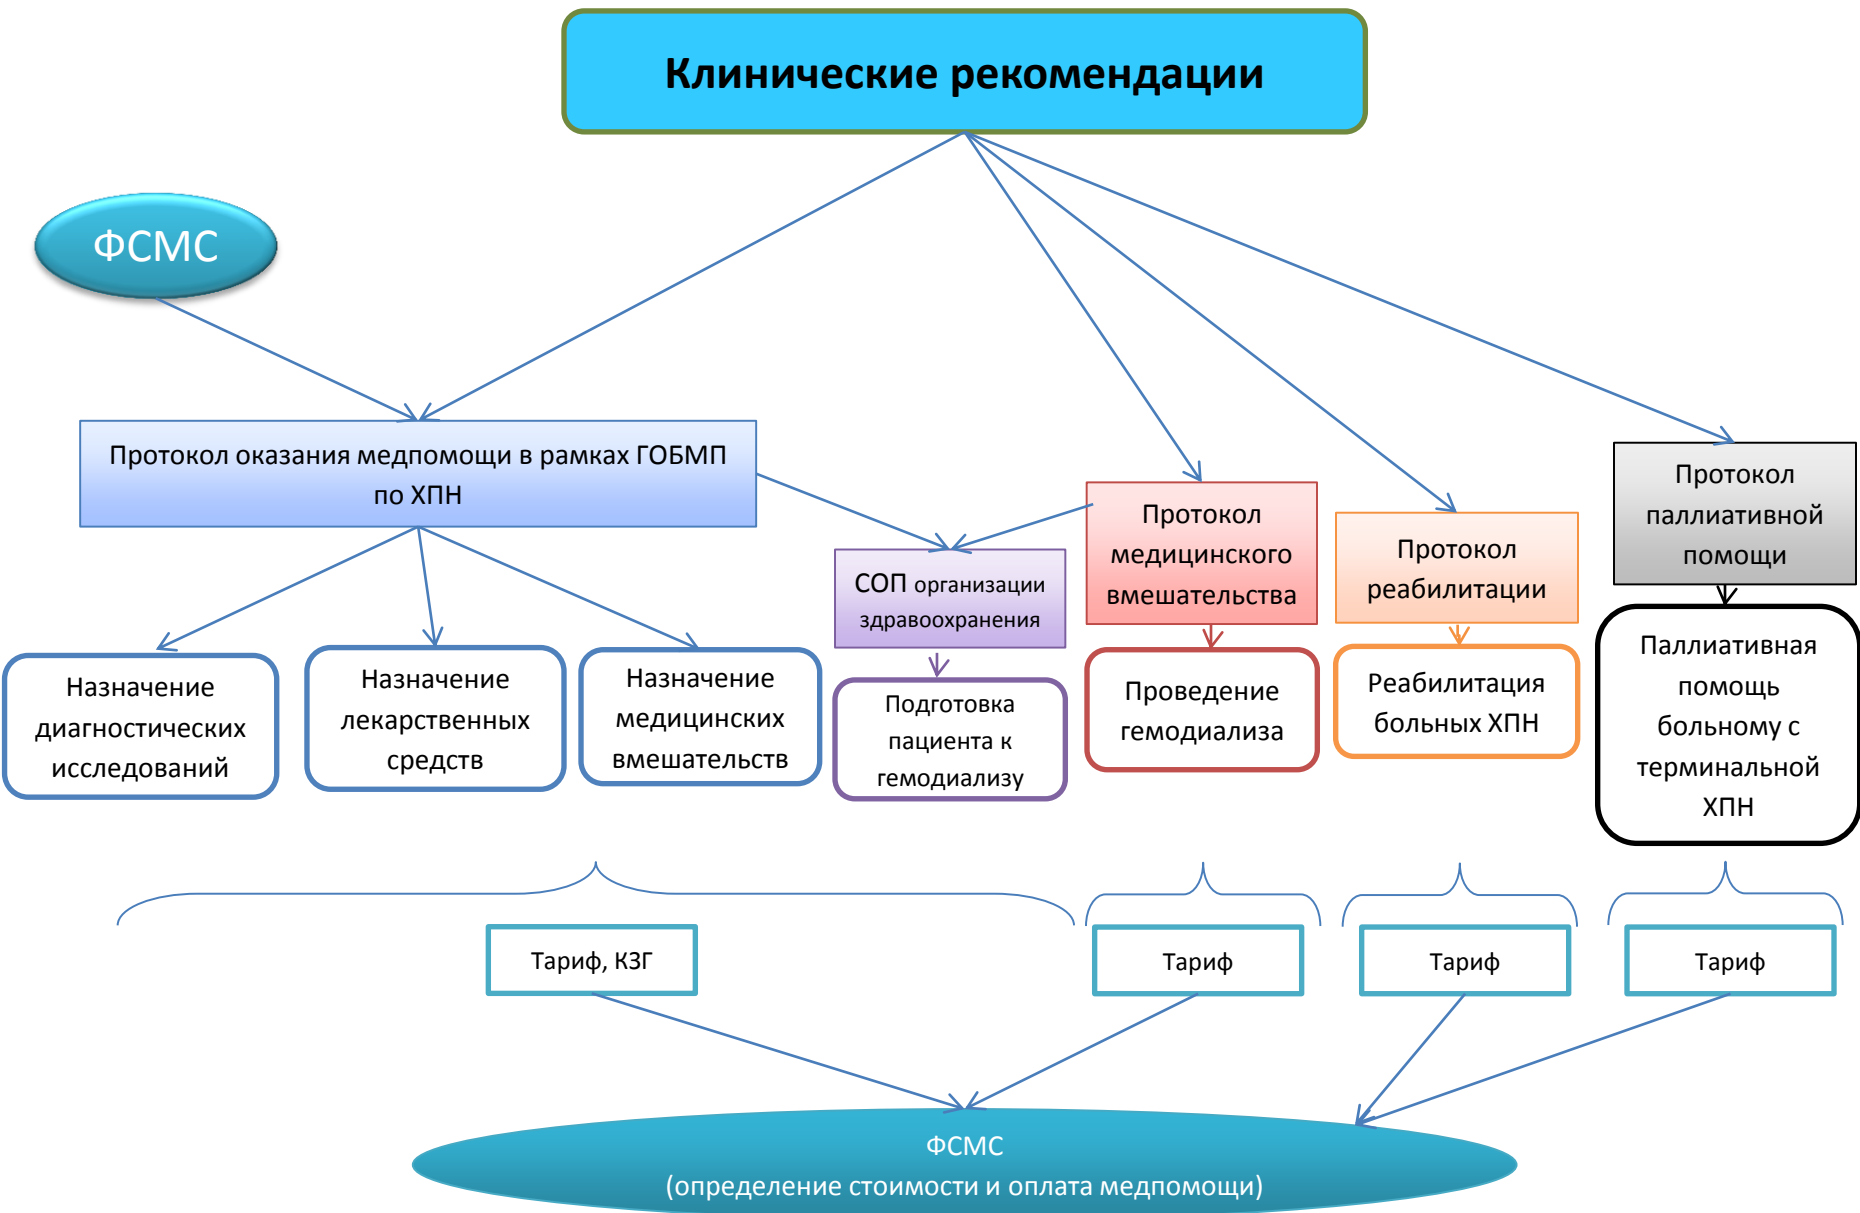 Клинические рекомендации
ФСМС
Протокол оказания медпомощи в рамках ГОБМП
по ХПН
СОП организации
здравоохранения
Протокол
медицинского
вмешательства
Протокол
реабилитации
Протокол
паллиативной
помощи
Назначение
диагностических
исследований
Назначение
лекарственных
средств
Назначение
медицинских
вмешательств
Подготовка
пациента к
гемодиализу
Проведение
гемодиализа
Реабилитация
больных ХПН
Паллиативная
помощь
больному с
терминальной
ХПН
Тариф, КЗГ
Тариф
Тариф
Тариф
ФСМС
(определение стоимости и оплата медпомощи)